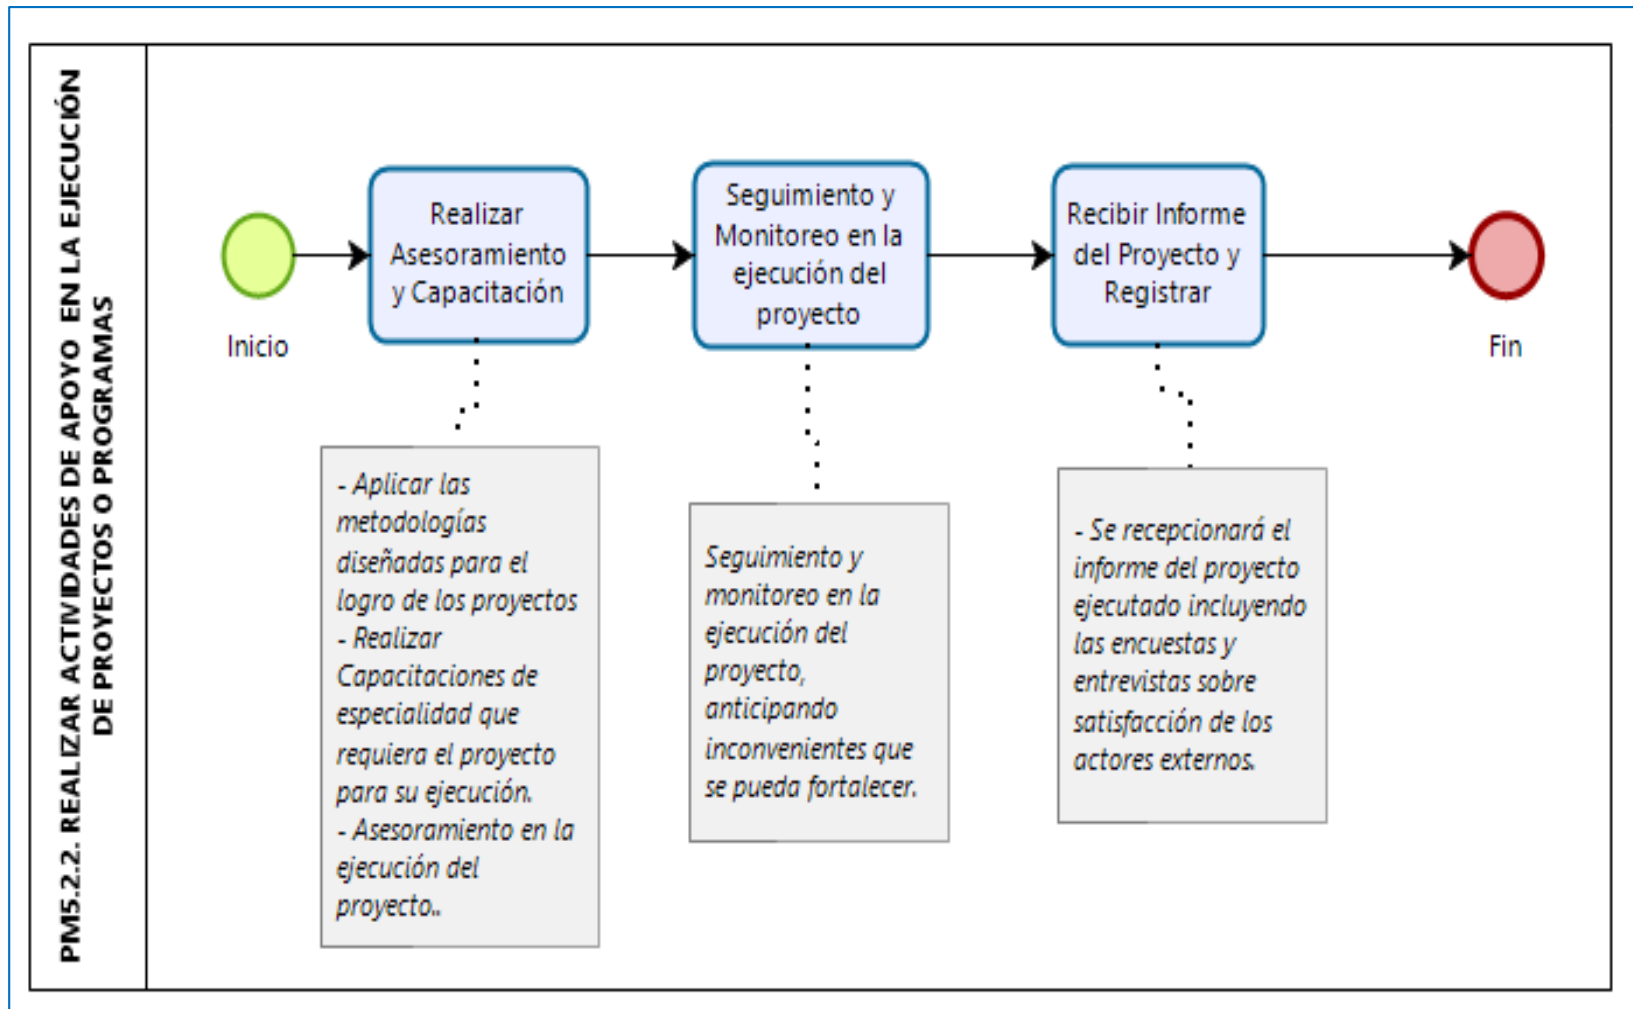 PM5.2.2. REALIZAR ACTIVIDADES DE APOYO EN LA EJECUCIÓN
DE PROYECTOS O PROGRAMAS
Inicio
Realizar
Asesoramiento
y Capacitación
Seguimiento y
Monitoreo en la
ejecución del
proyecto
Recibir Informe
del Proyecto y
Registrar
Fin
- Aplicar las
metodologías
diseñadas para el
logro de los proyectos
- Realizar
Capacitaciones de
especialidad que
requiera el proyecto
para su ejecución.
- Asesoramiento en la
ejecución del
proyecto..
Seguimiento y
monitoreo en la
ejecución del
proyecto,
anticipando
inconvenientes que
se pueda fortalecer.
- Se recepcionará el
informe del proyecto
ejecutado incluyendo
las encuestas y
entrevistas sobre
satisfacción de los
actores externos.